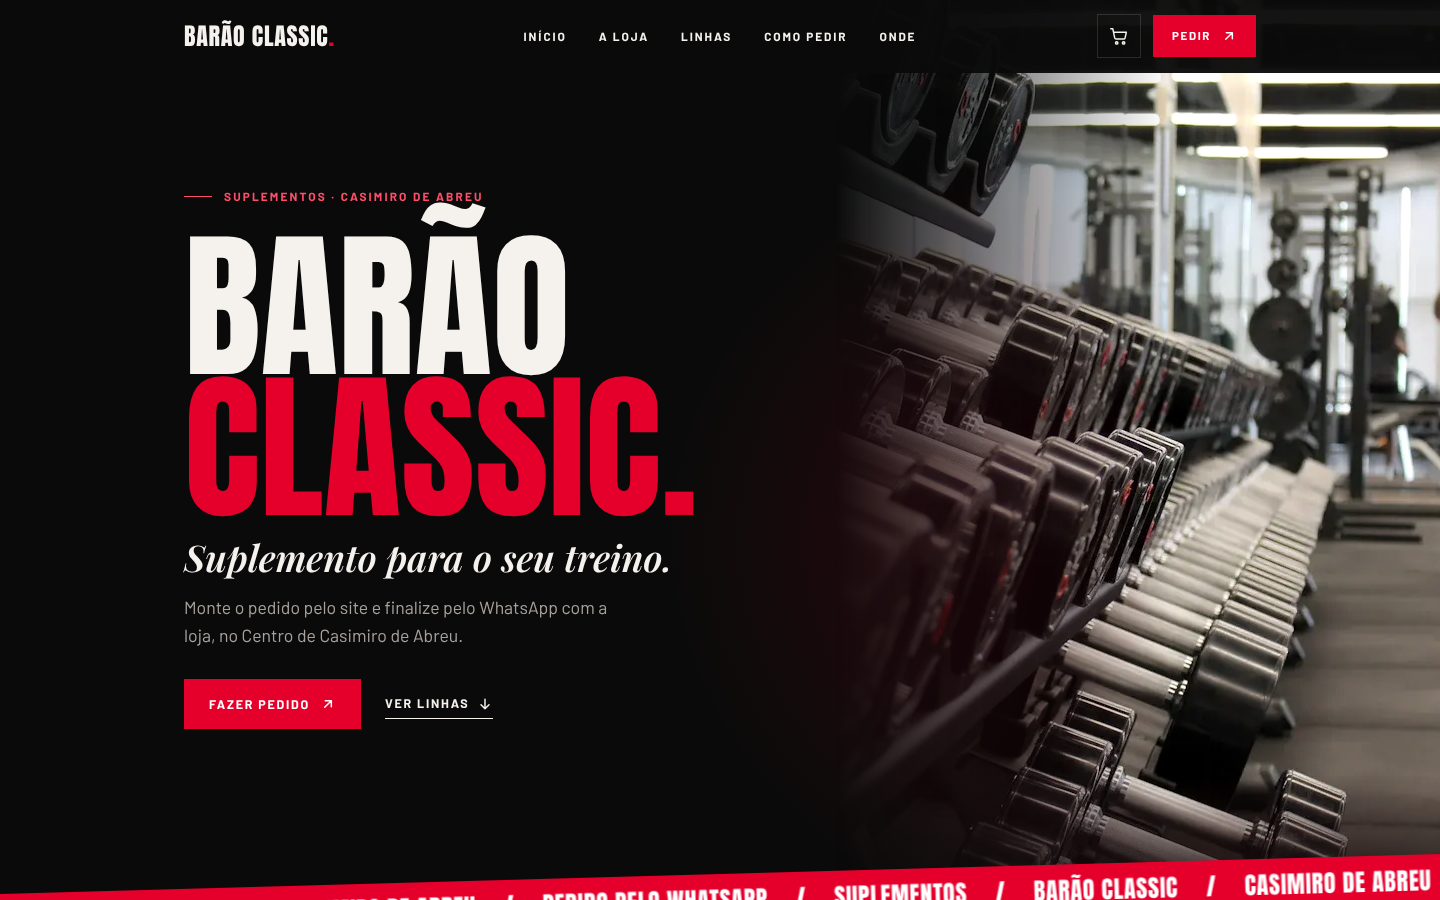 BARÃO CLASSIC.
INÍCIO
A LOJA
LINHAS
COMO PEDIR
ONDE
PEDIR
SUPLEMENTOS · CASIMIRO DE ABREU
BARÃO
CLASSIC.
Suplemento para o seu treino.
Monte o pedido pelo site e finalize pelo WhatsApp com a
loja, no Centro de Casimiro de Abreu.
FAZER PEDIDO
VER LINHAS
DE ABREU / PEDIDO PELO WHATSAPP / SUPLEMENTOS / BARÃO CLASSIC / CASIMIRO DE ABREU